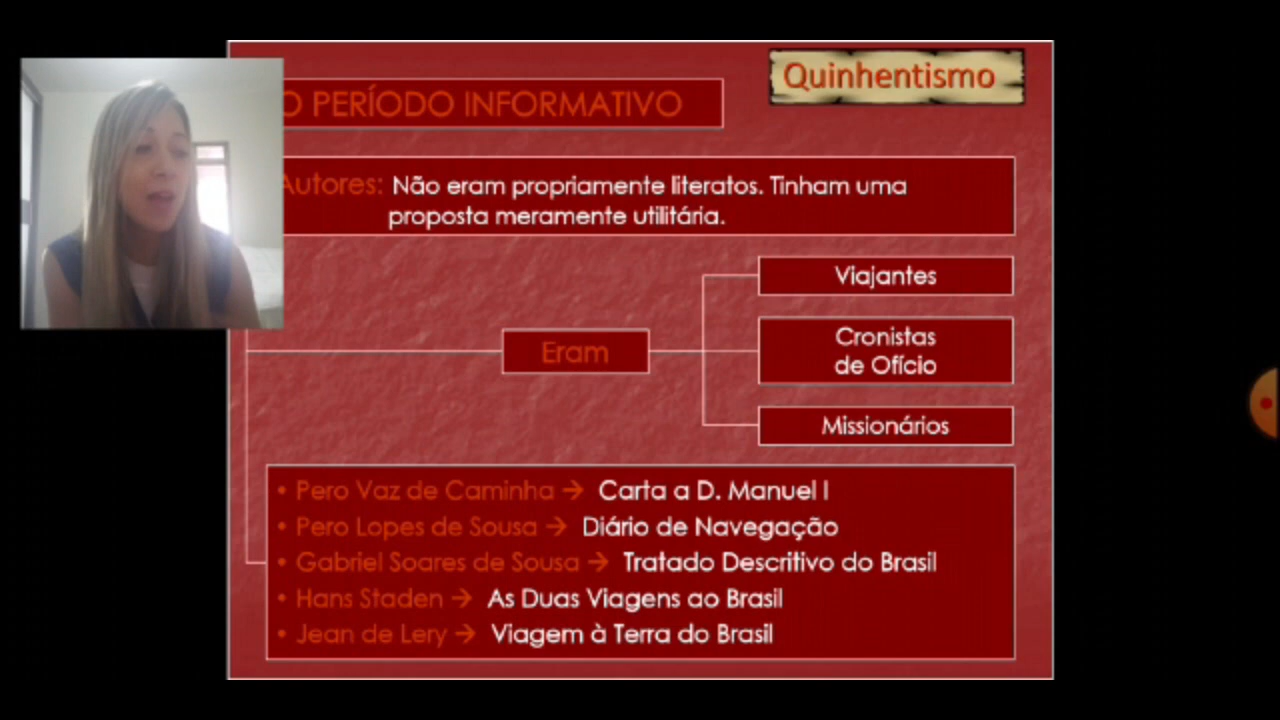 Quinhentismo
O PERÍODO INFORMATIVO
Autores: Não eram propriamente literatos. Tinham uma
proposta meramente utilitária.
Viajantes
Eram
Cronistas
de Ofício
Missionários
• Pero Vaz de Caminha → Carta a D. Manuel I
• Pero Lopes de Sousa → Diário de Navegação
• Gabriel Soares de Sousa → Tratado Descritivo do Brasil
• Hans Staden → As Duas Viagens ao Brasil
• Jean de Lery → Viagem à Terra do Brasil